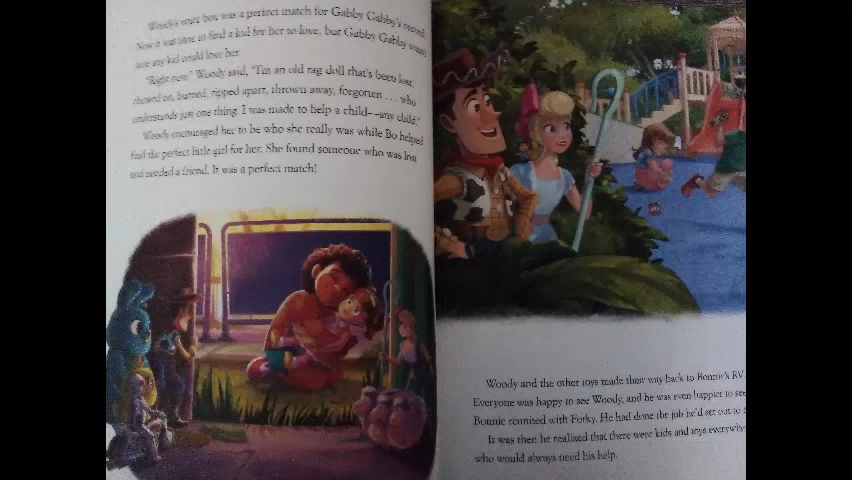 Woody's voice box was a perfect match for Gabby Gabby's record.
Now it was time to find a kid for her to love, but Gabby Gabby wasn't
sure any kid could love her.
"Right now," Woody said, "I'm an old rag doll that's been lost,
chewed on, burned, ripped apart, thrown away, forgotten . . . who
understands just one thing. I was made to help a child—any child."
Woody encouraged her to be who she really was while Bo helped
find the perfect little girl for her. She found someone who was lost
and needed a friend. It was a perfect match!
Woody and the other toys made their way back to Bonnie's RV.
Everyone was happy to see Woody, and he was even happier to see
Bonnie reunited with Forky. He had done the job he'd set out to
It was then he realized that there were kids and toys everywhere
who would always need his help.